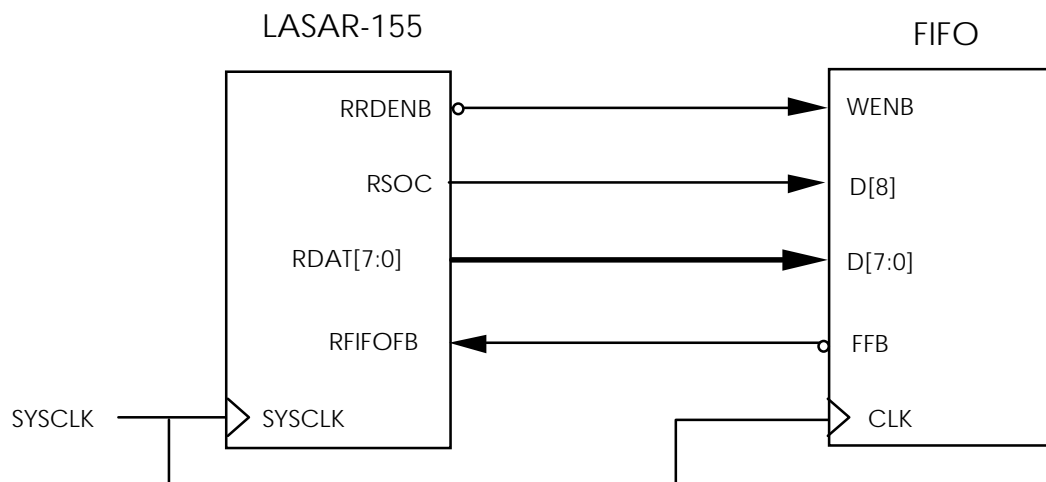 LASAR-155
FIFO
RRDENB
WENB
RSOC
D[8]
RDAT[7:0]
D[7:0]
RFIFOFB
FFB
SYSCLK
SYSCLK
CLK